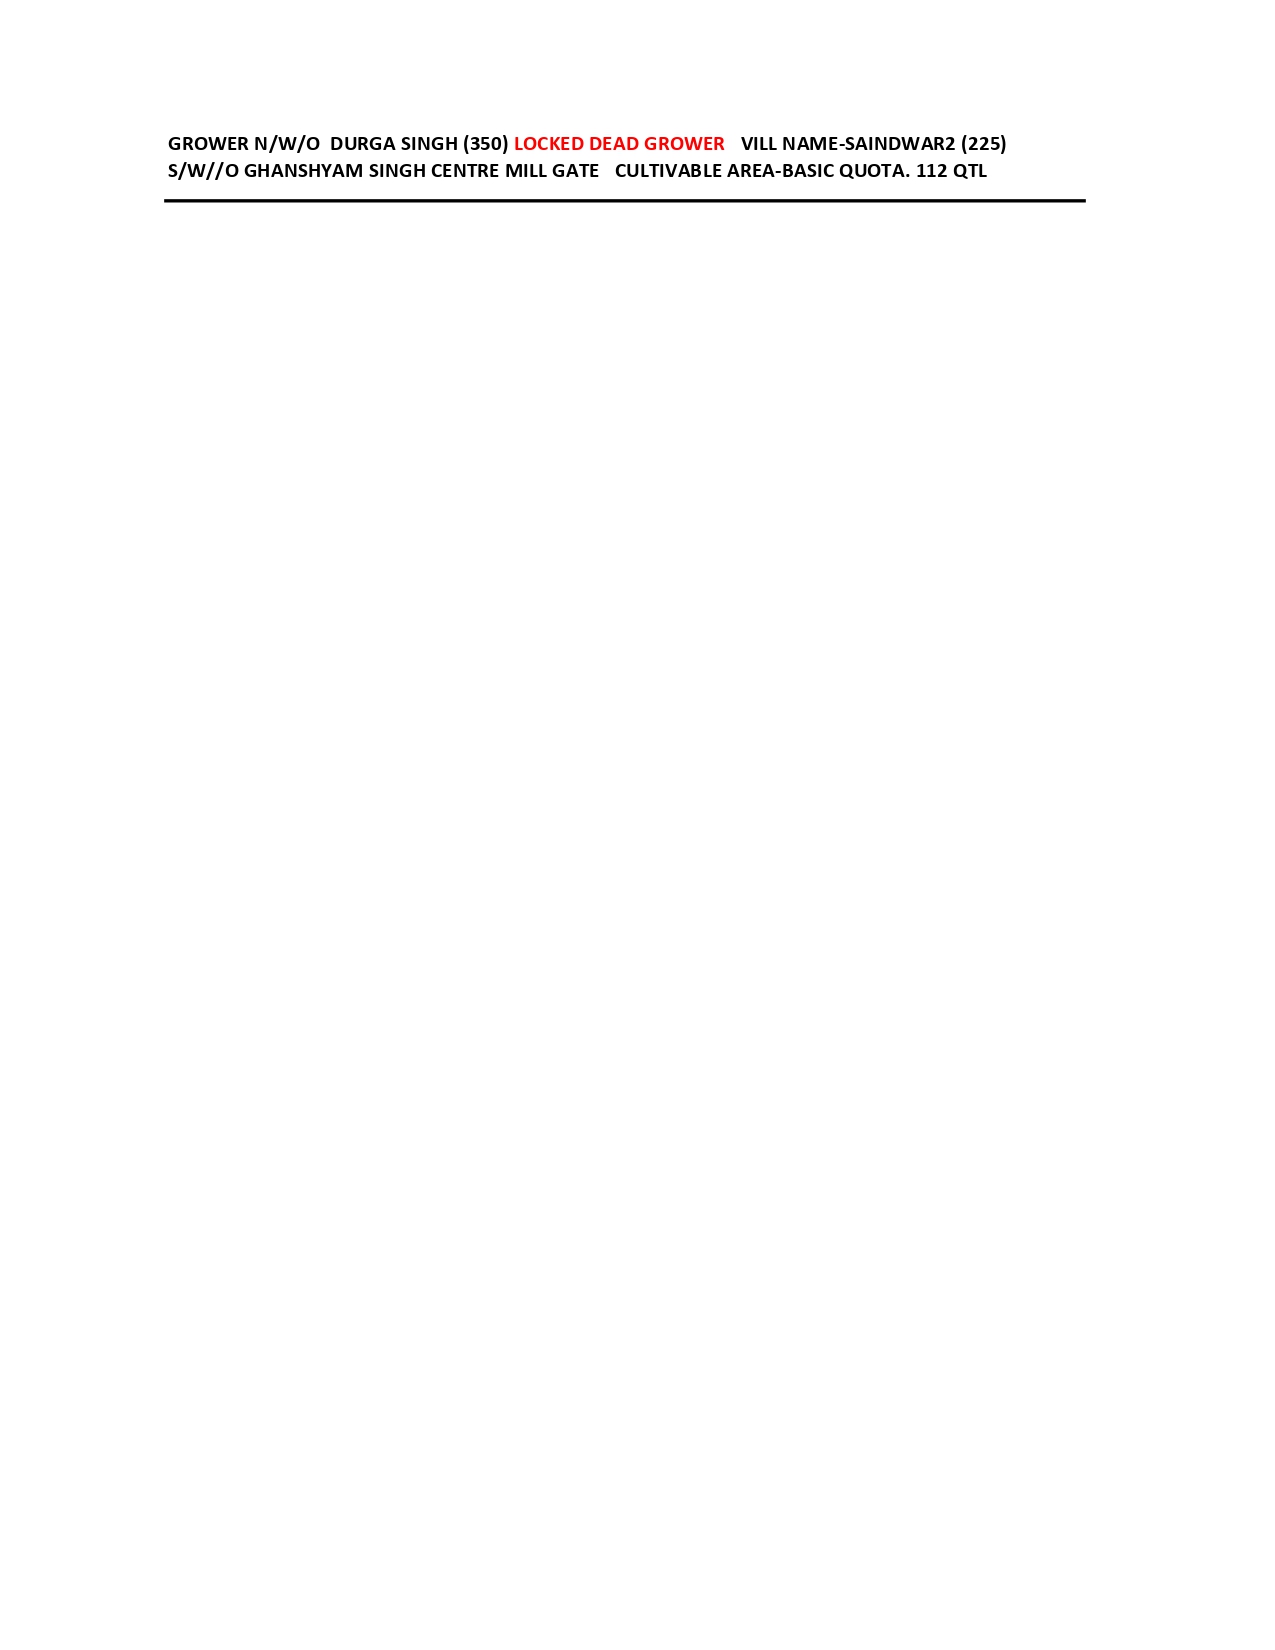 GROWER N/W/O DURGA SINGH (350) LOCKED DEAD GROWER VILL NAME-SAINDWAR2 (225)
S/W//O GHANSHYAM SINGH CENTRE MILL GATE CULTIVABLE AREA-BASIC QUOTA. 112 QTL